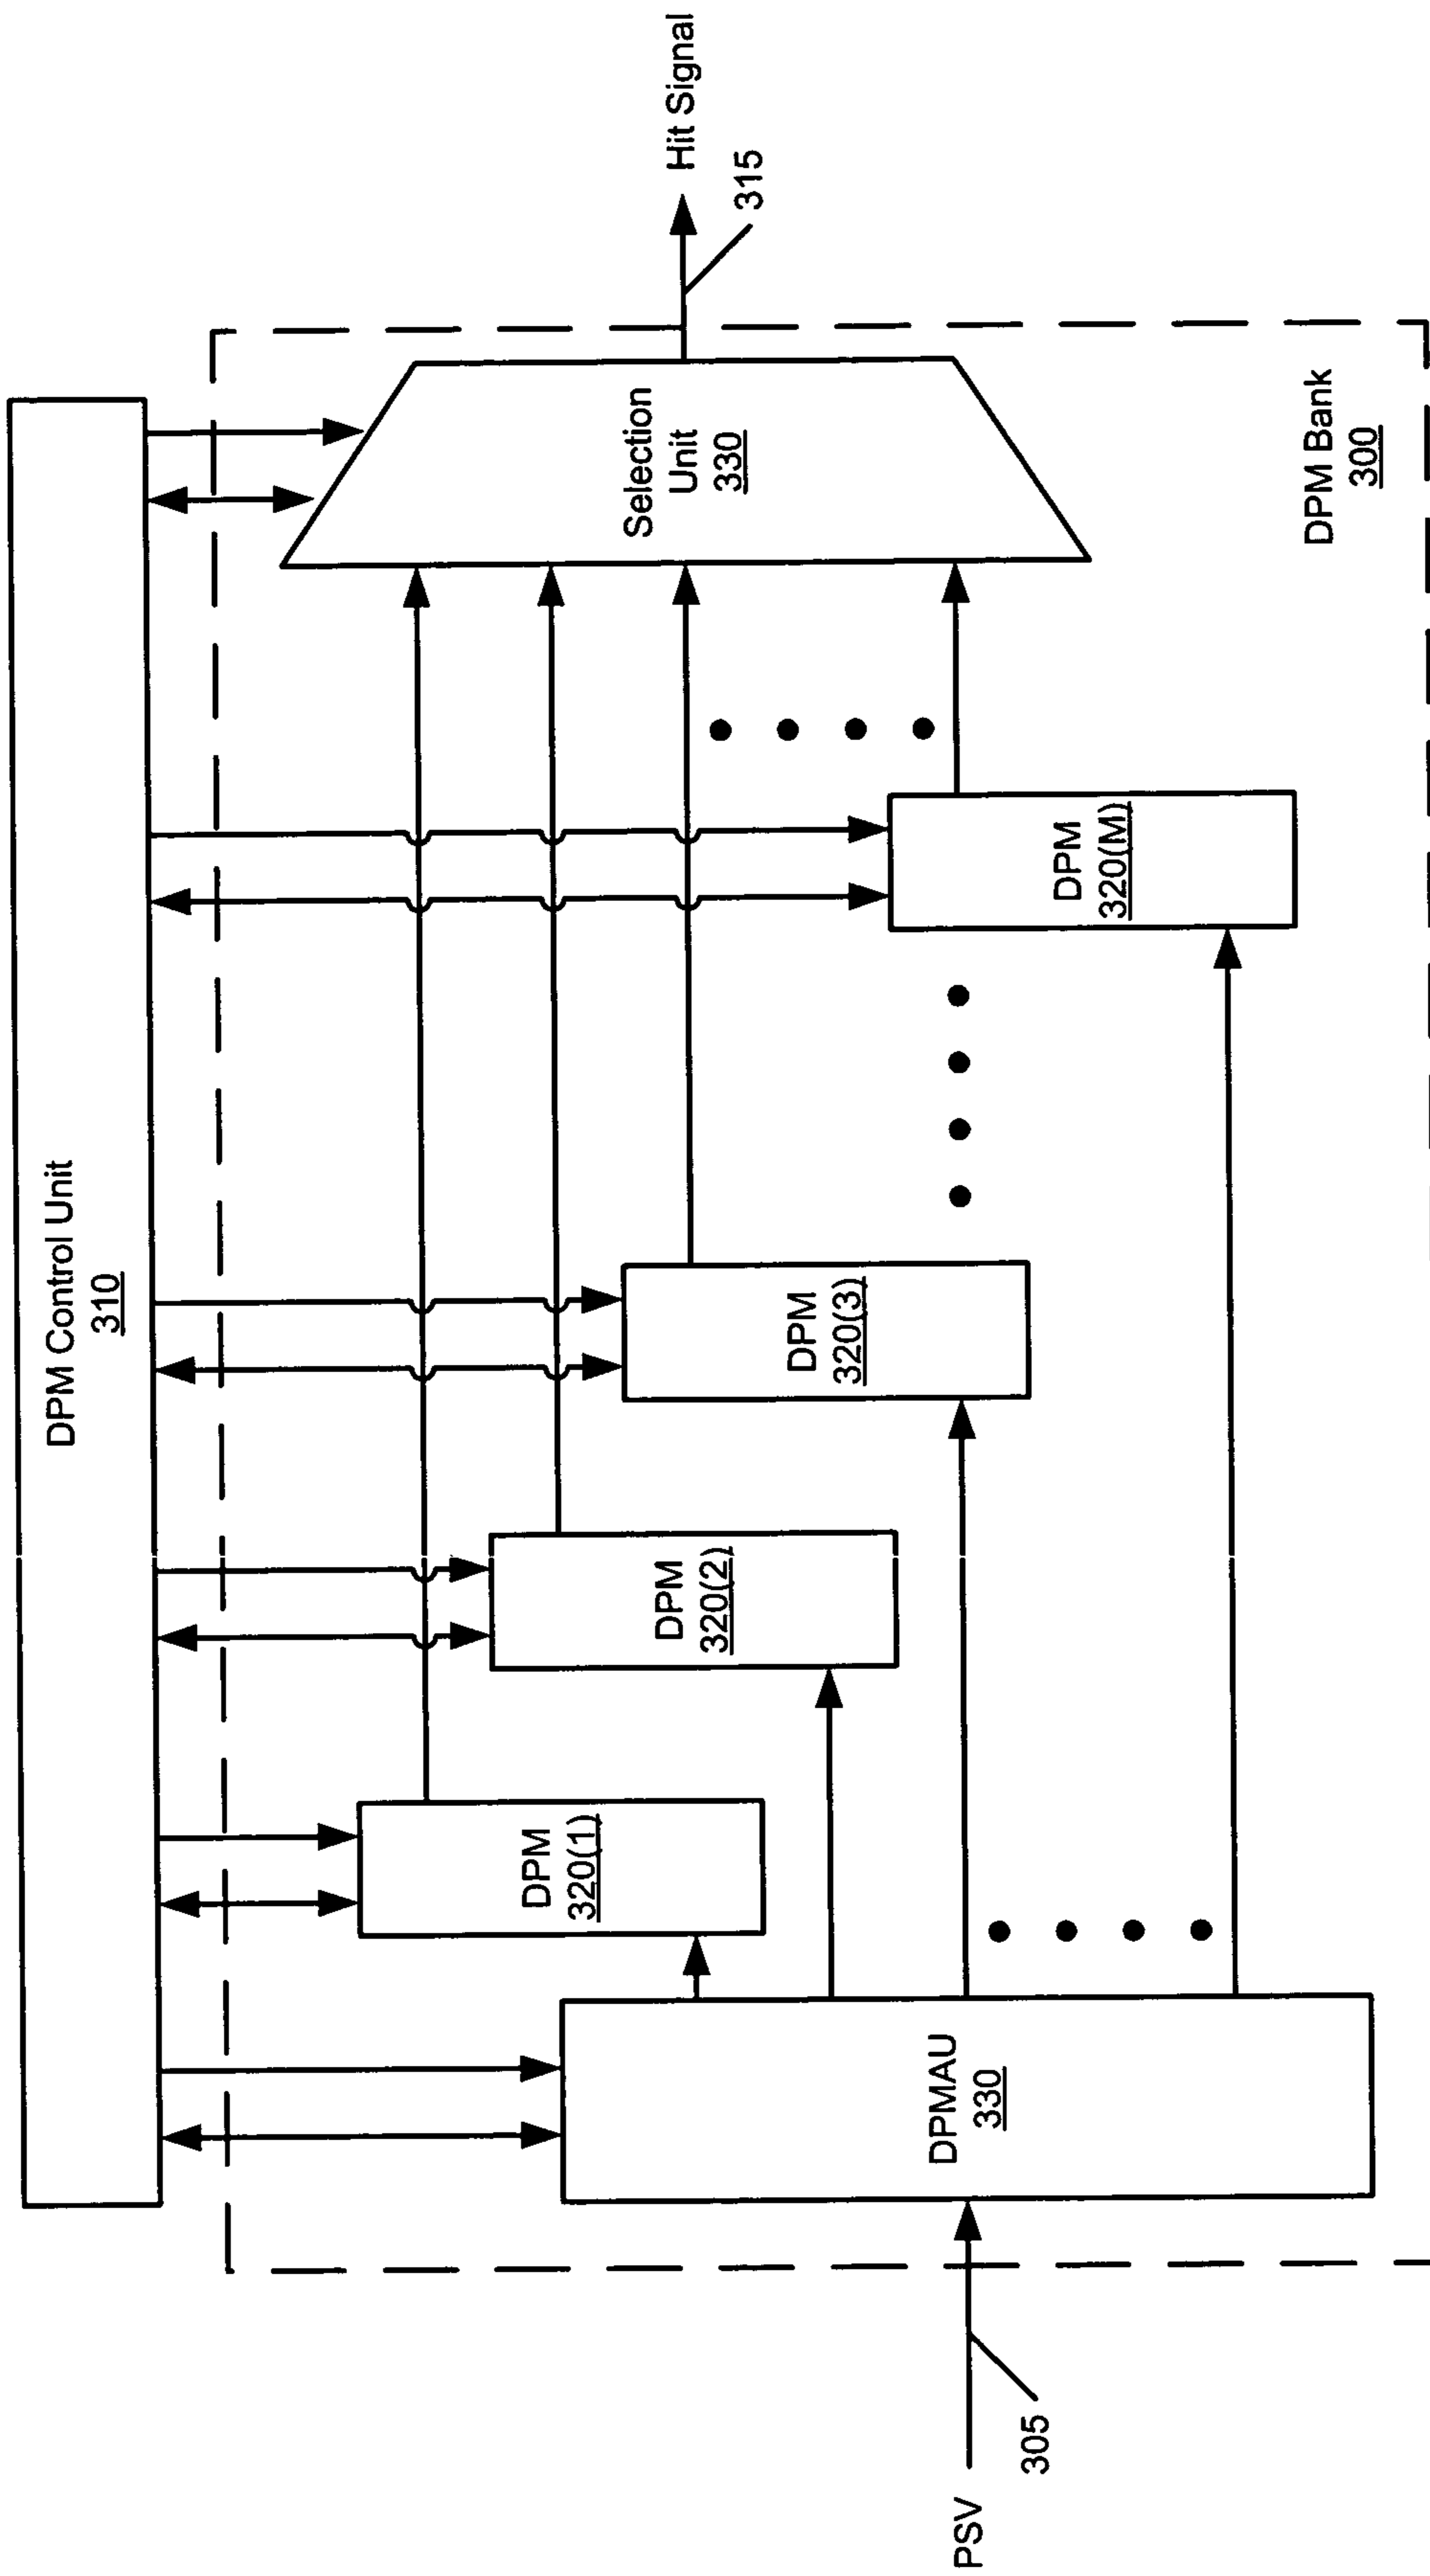 DPM Control Unit
310
PSV
305
DPMAU
330
DPM
320(1)
DPM
320(2)
DPM
320(3)
DPM
320(M)
Selection
Unit
330
Hit Signal
315
DPM Bank
300